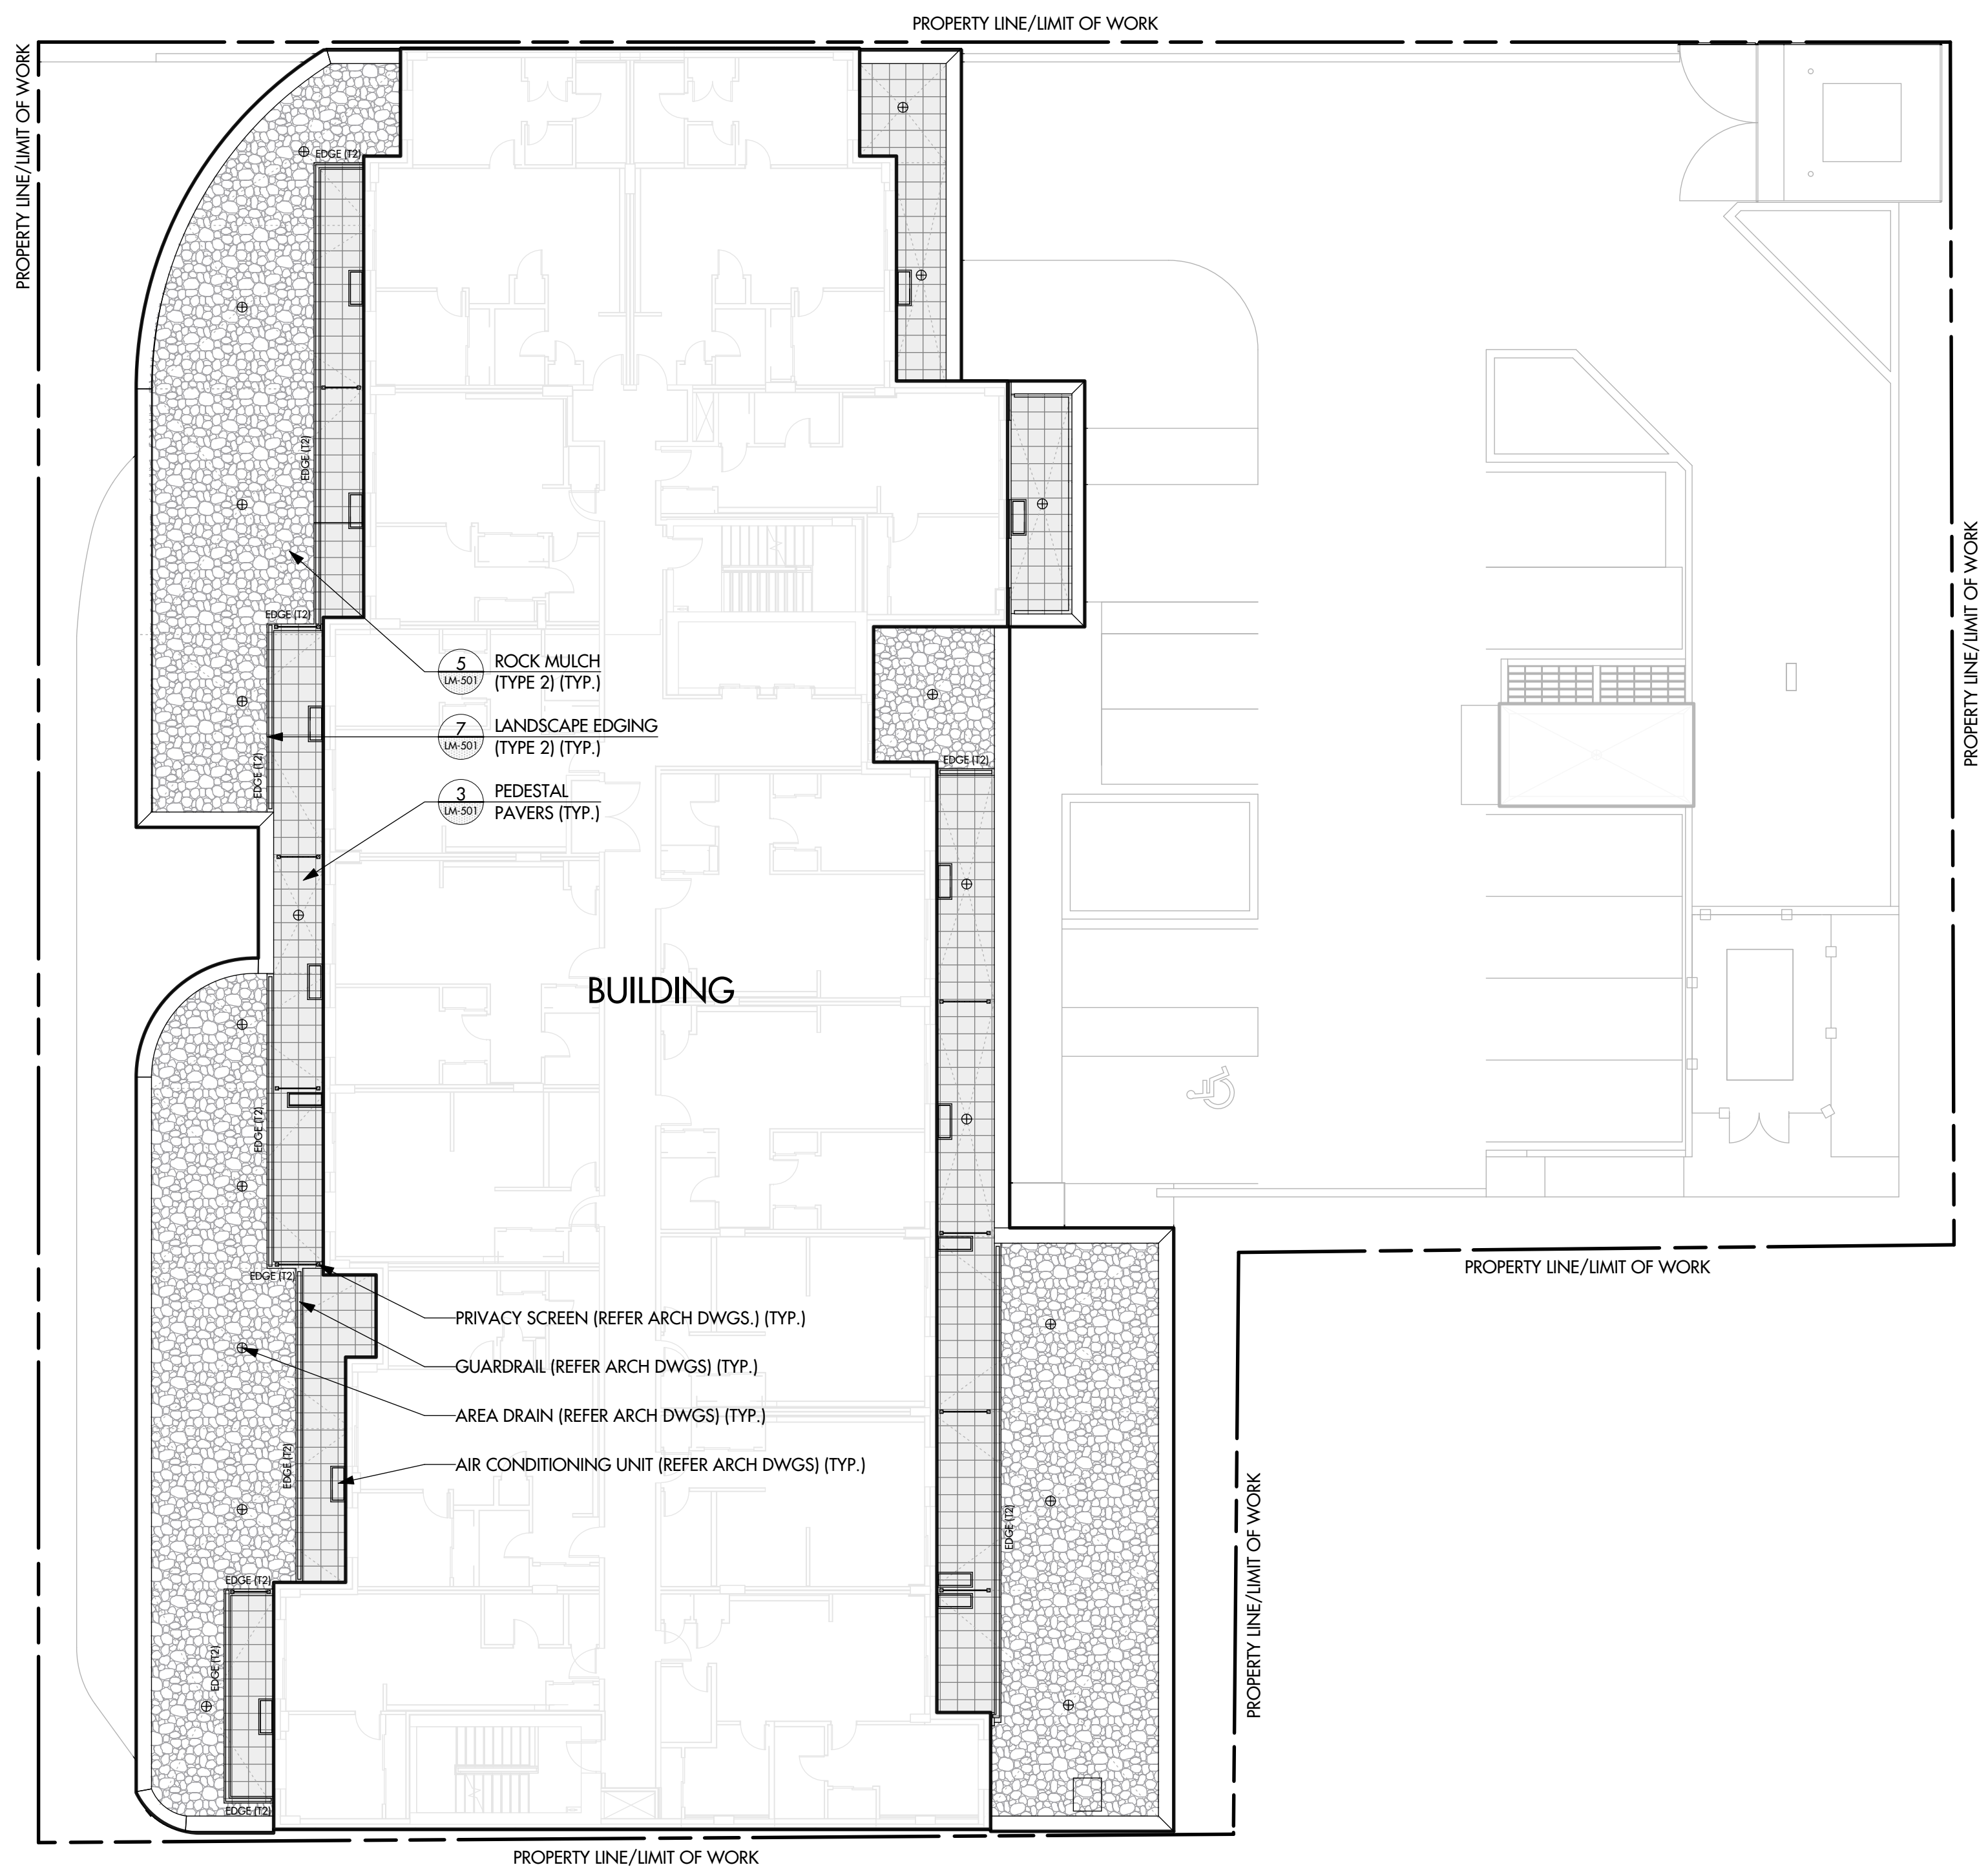 PROPERTY LINE/LIMIT OF WORK
PROPERTY LINE/LIMIT OF WORK
EDGE (T2)
EDGE (T2)
EDGE (T2)
PROPERTY LINE/LIMIT OF WORK
5
LM-501
ROCK MULCH
(TYPE 2) (TYP.)
7
LM-501
LANDSCAPE EDGING
(TYPE 2) (TYP.)
EDGE (T2)
EDGE (T2)
3
LM-501
PEDESTAL
PAVERS (TYP.)
BUILDING
EDGE (T2)
EDGE (T2)
PROPERTY LINE/LIMIT OF WORK
PRIVACY SCREEN (REFER ARCH DWGS.) (TYP.)
GUARDRAIL (REFER ARCH DWGS) (TYP.)
AREA DRAIN (REFER ARCH DWGS) (TYP.)
EDGE (T2)
AIR CONDITIONING UNIT (REFER ARCH DWGS) (TYP.)
EDGE (T2)
PROPERTY LINE/LIMIT OF WORK
EDGE (T2)
EDGE (T2)
EDGE (T2)
PROPERTY LINE/LIMIT OF WORK